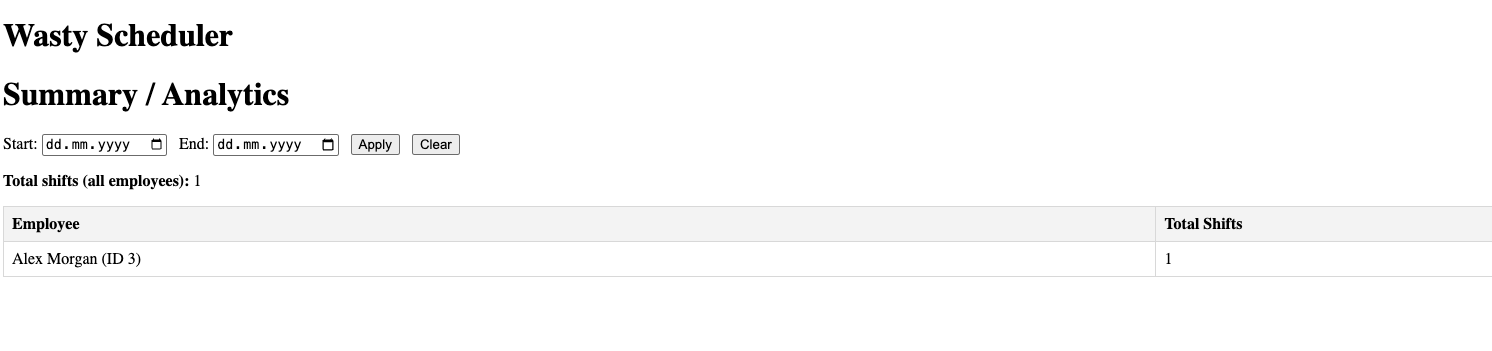 Wasty Scheduler
Summary / Analytics
Start: dd.mm.yyyy End: dd.mm.yyyy Apply Clear
Total shifts (all employees): 1
Employee Total Shifts
Alex Morgan (ID 3) 1